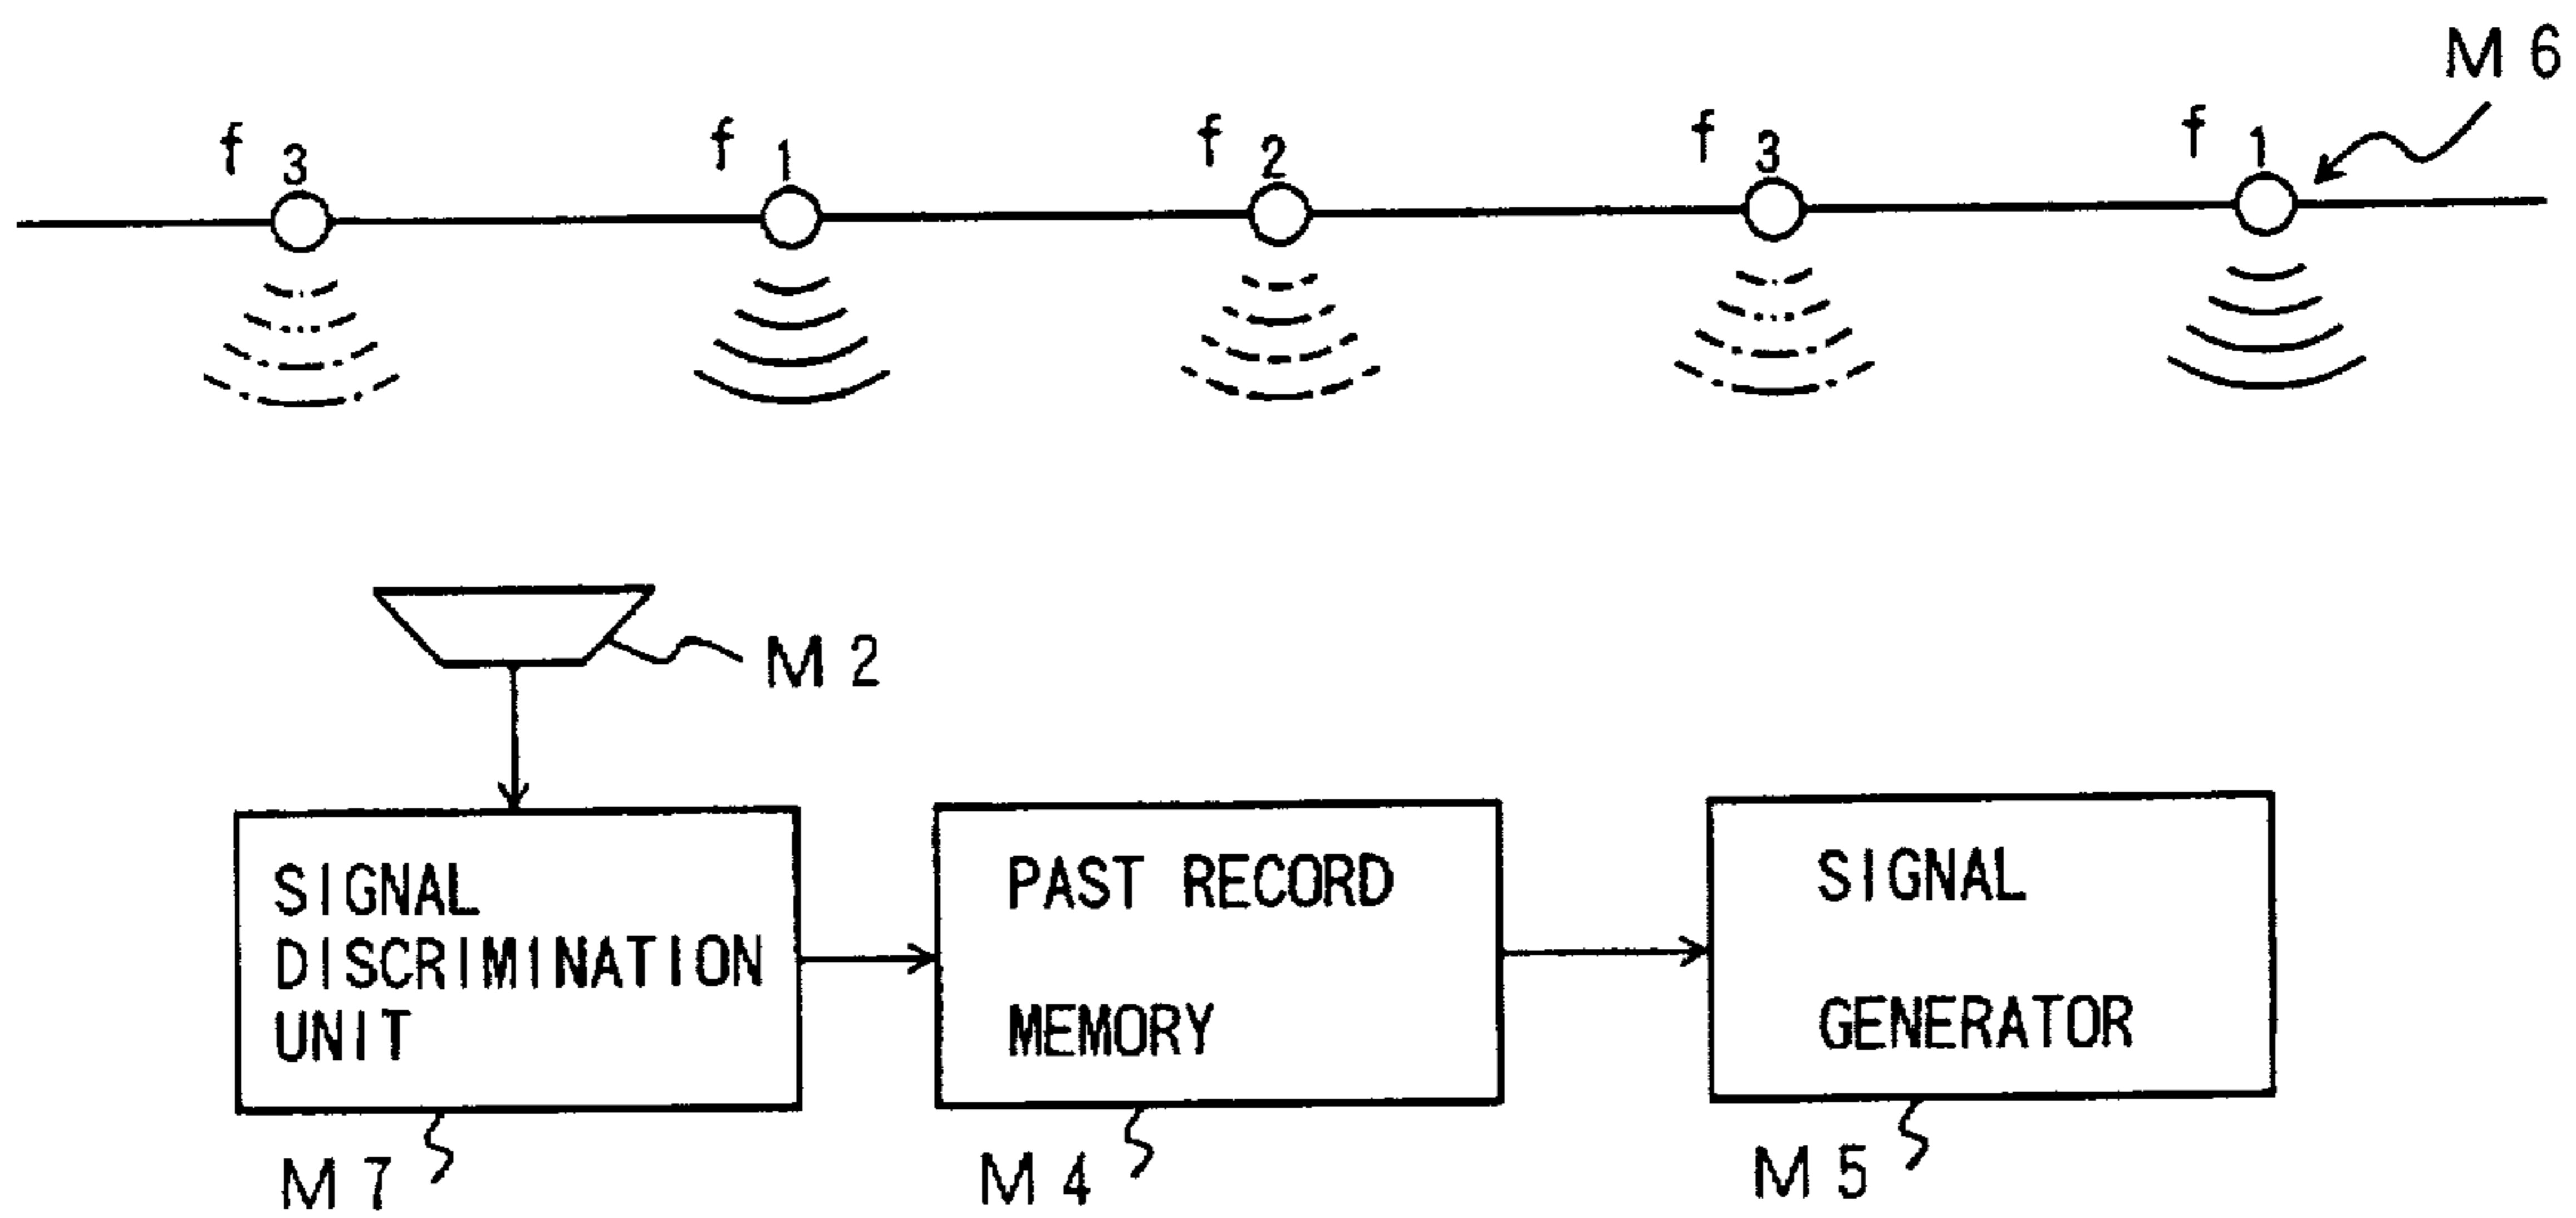 M 6
f 3 f 1 f 2 f 3 f 1
M 2
SIGNAL
DISCRIMINATION
UNIT
PAST RECORD
MEMORY
SIGNAL
GENERATOR
M 7 M 4 M 5